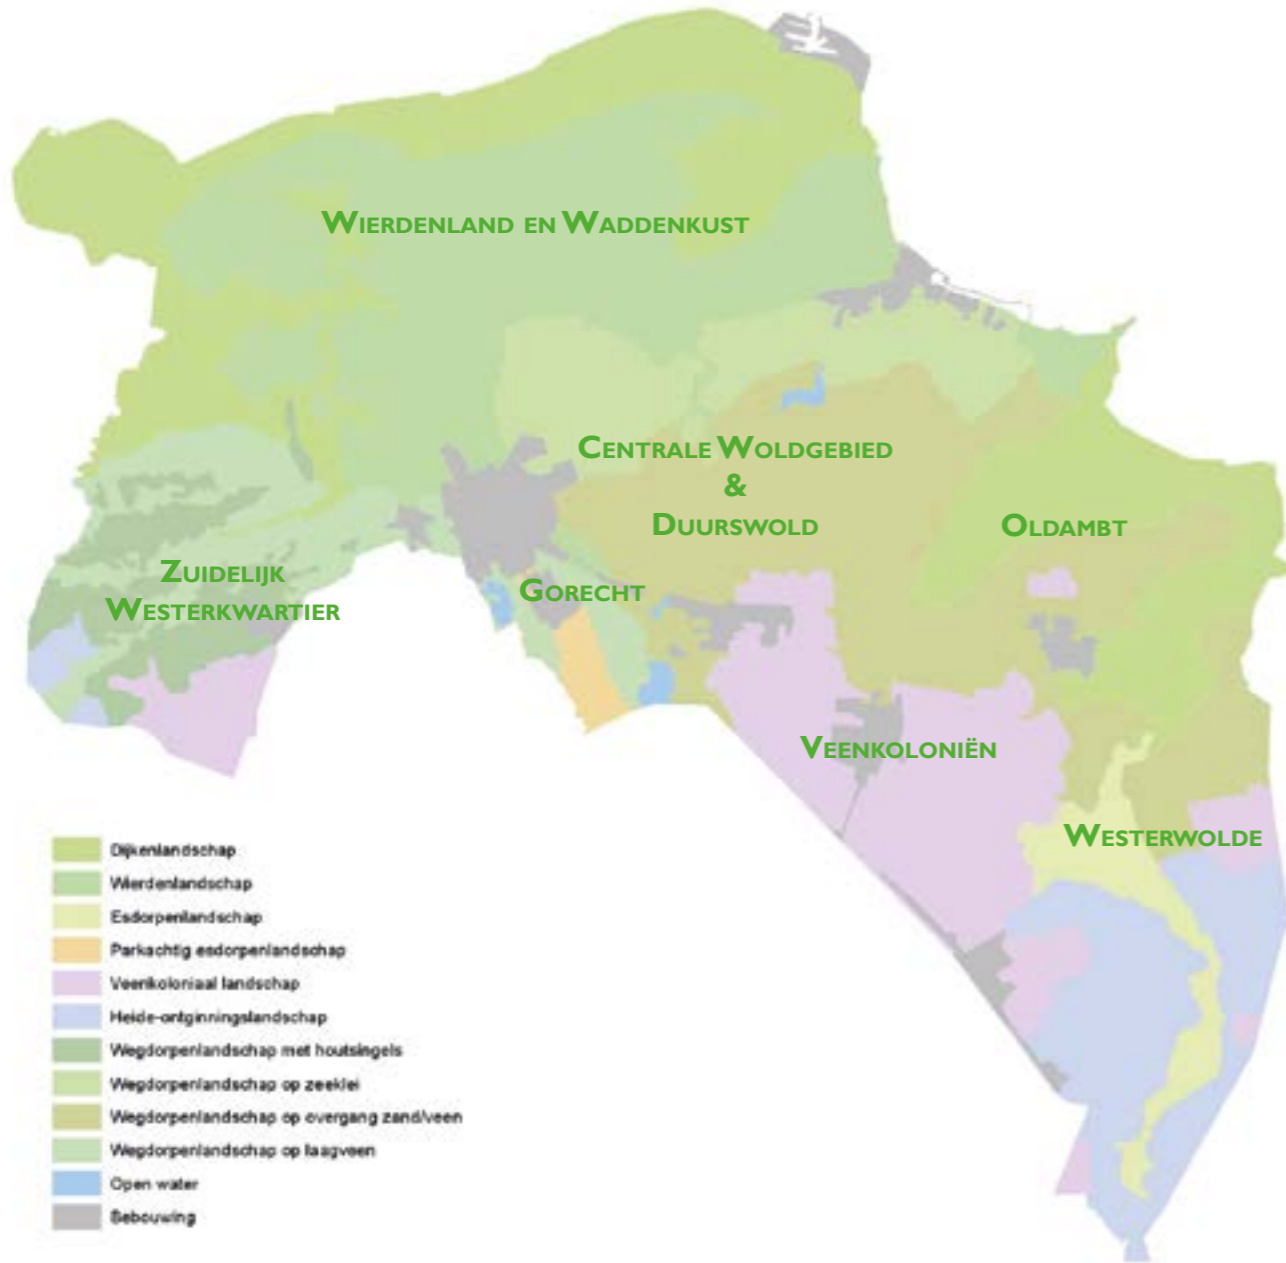 Wierdenland en Waddenkust
Centrale Woldgebied
&
Duurswold
Oldambt
Zuidelijk
Westerkwartier
Gorecht
Veenkoloniën
Westerwolde
Dijkenlandschap
Wierdenlandschap
Esdorpenlandschap
Parkachtig esdorpenlandschap
Veenkoloniaal landschap
Heide-ontginningslandschap
Wegdorpenlandschap met houtsingels
Wegdorpenlandschap op zeeklei
Wegdorpenlandschap op overgang zand/veen
Wegdorpenlandschap op laagveen
Open water
Bebouwing